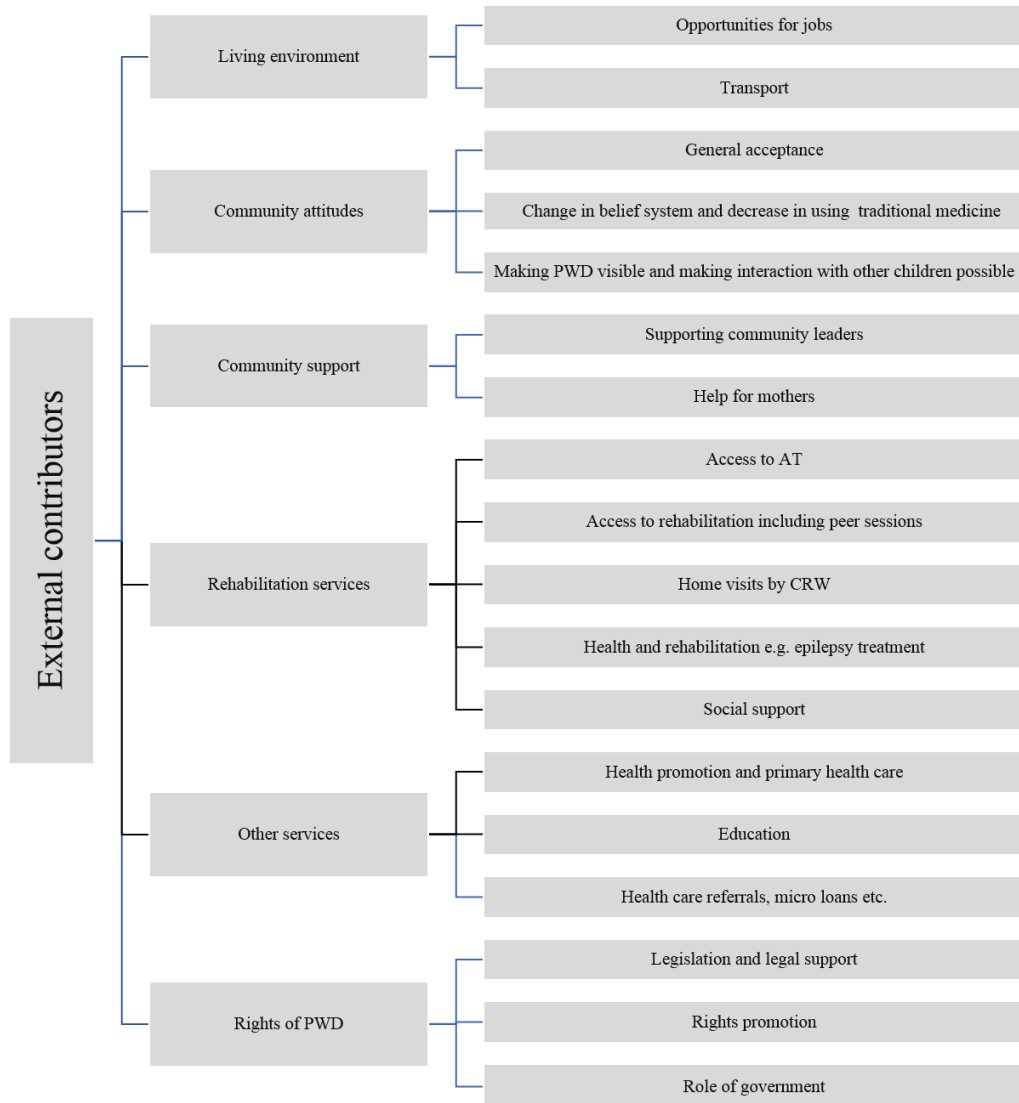 External contributors
Living environment
Opportunities for jobs
Transport
Community attitudes
General acceptance
Change in belief system and decrease in using traditional medicine
Making PWD visible and making interaction with other children possible
Community support
Supporting community leaders
Help for mothers
Rehabilitation services
Access to AT
Access to rehabilitation including peer sessions
Home visits by CRW
Health and rehabilitation e.g. epilepsy treatment
Social support
Other services
Health promotion and primary health care
Education
Health care referrals, micro loans etc.
Rights of PWD
Legislation and legal support
Rights promotion
Role of government